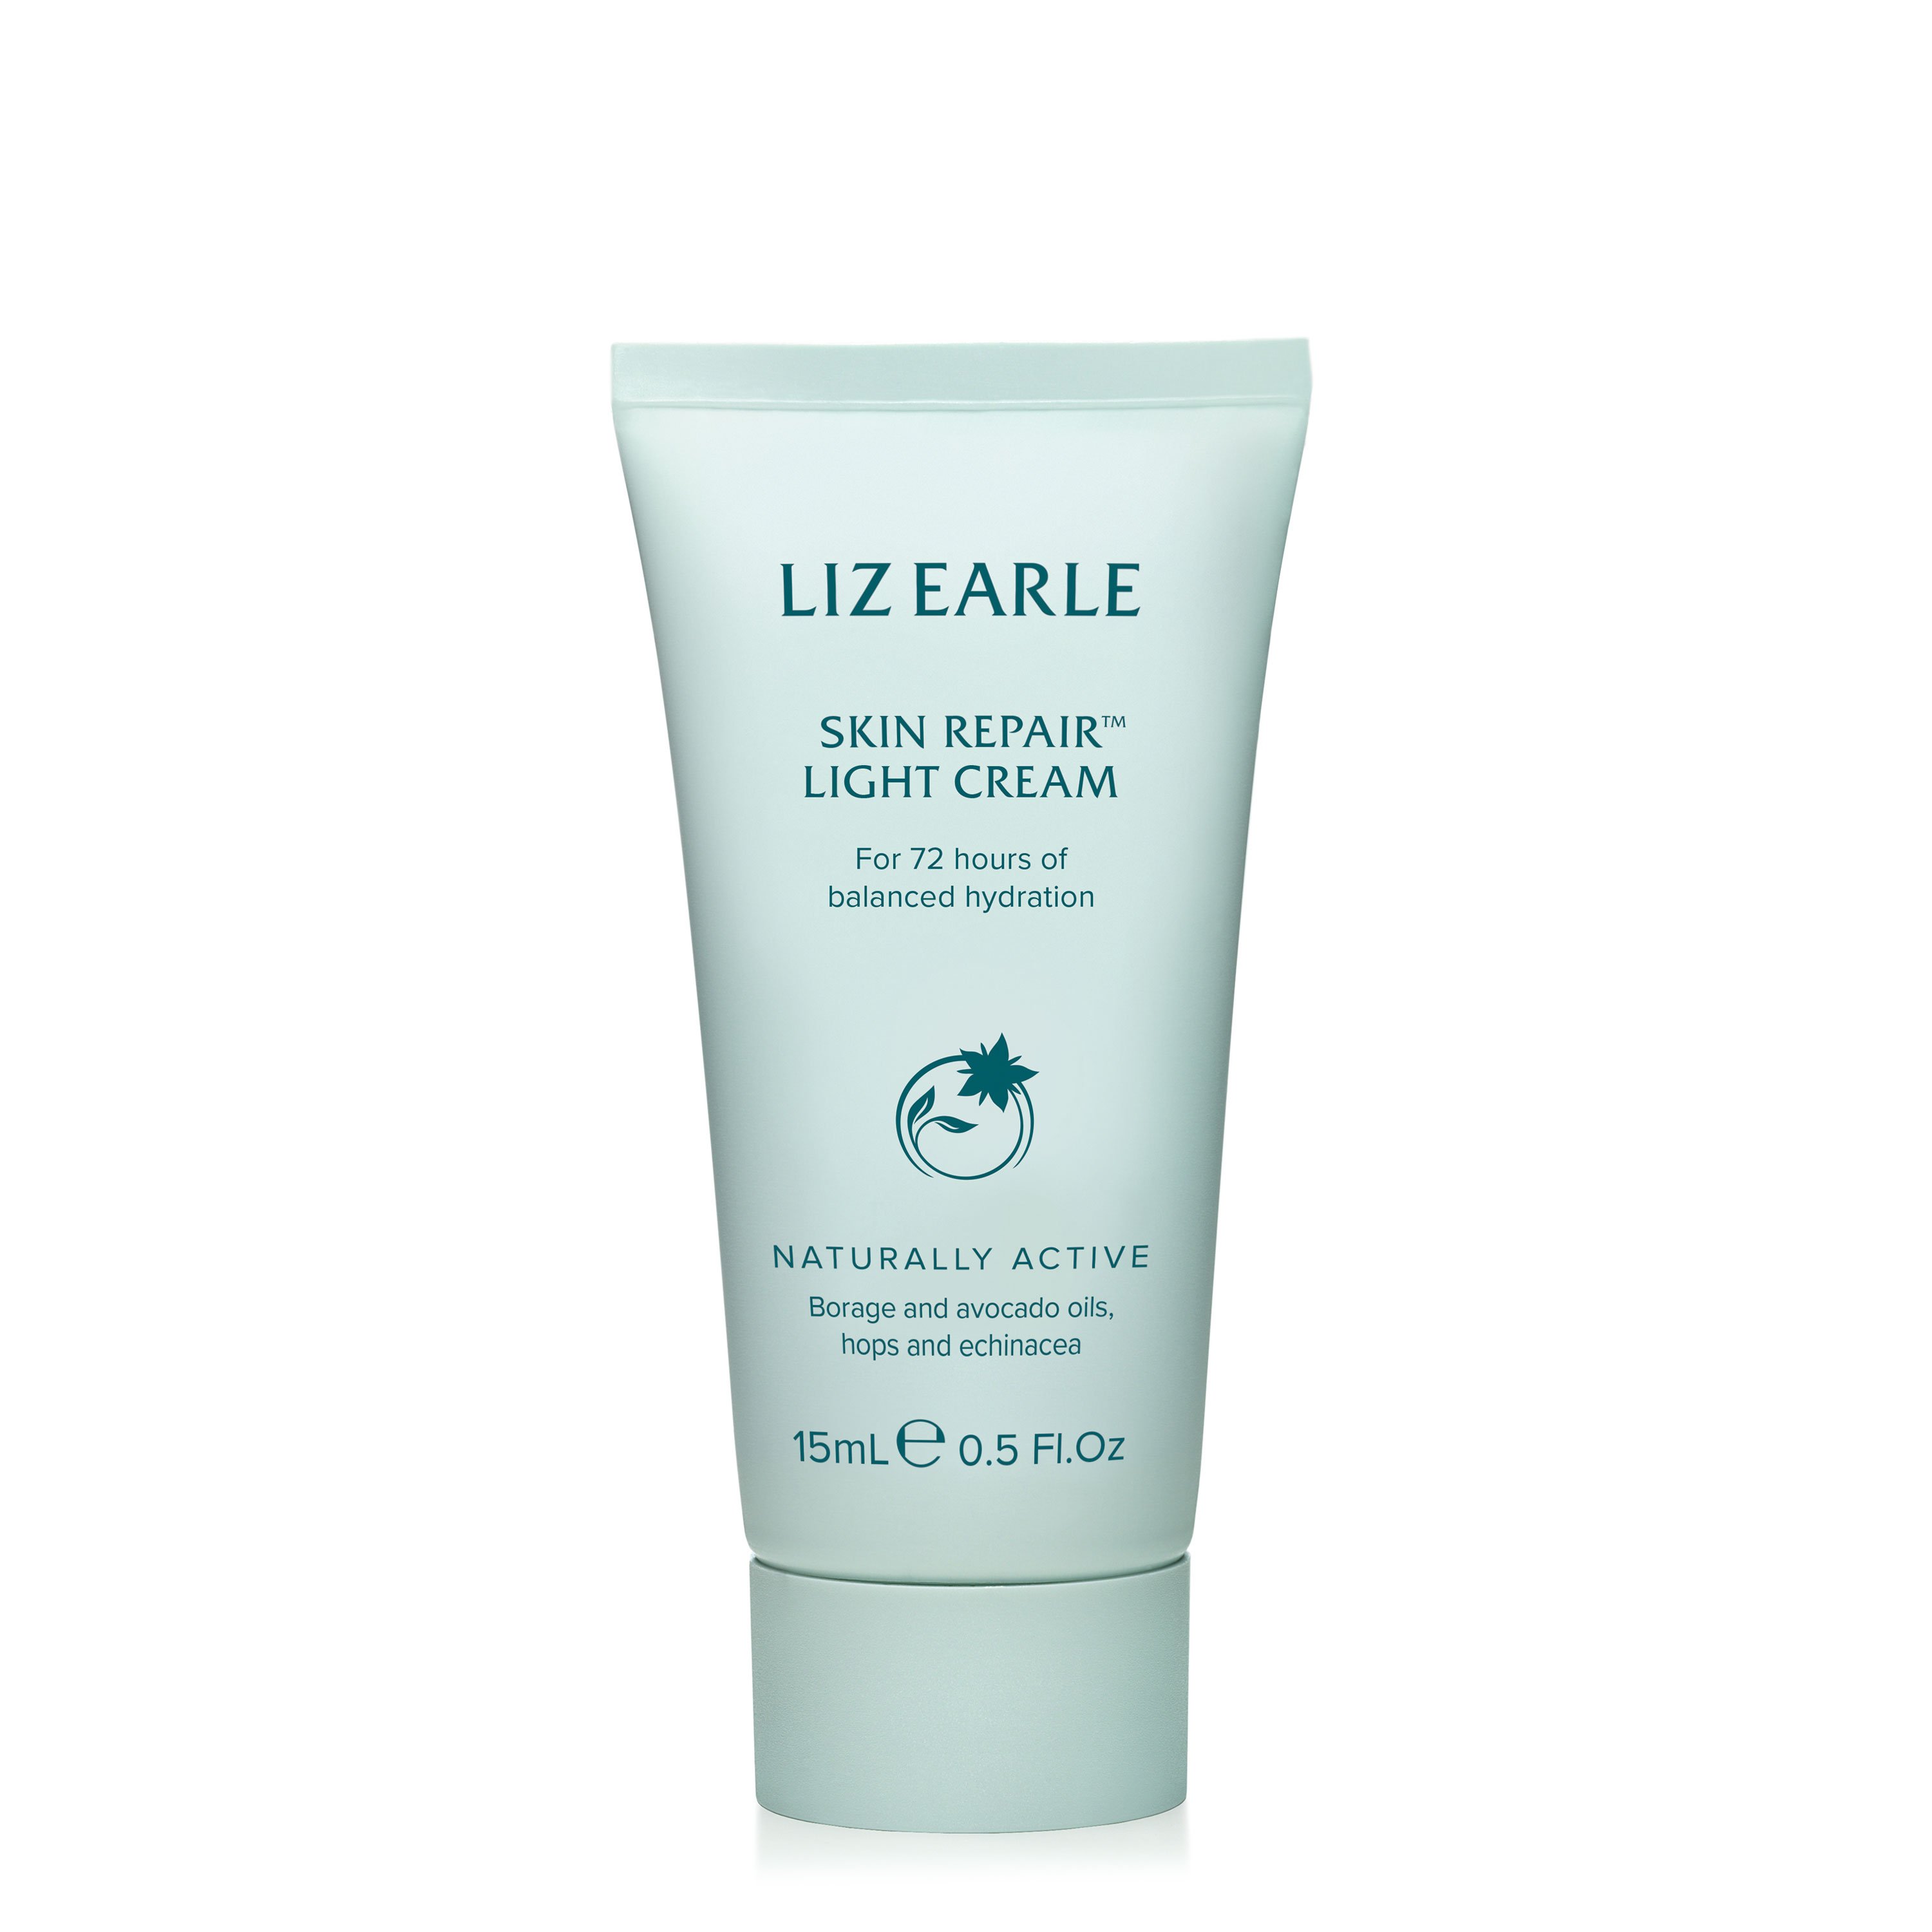 LIZ EARLE
SKIN REPAIR™
LIGHT CREAM
For 72 hours of
balanced hydration
NATURALLY ACTIVE
Borage and avocado oils,
hops and echinacea
15mL ℮ 0.5 Fl.Oz